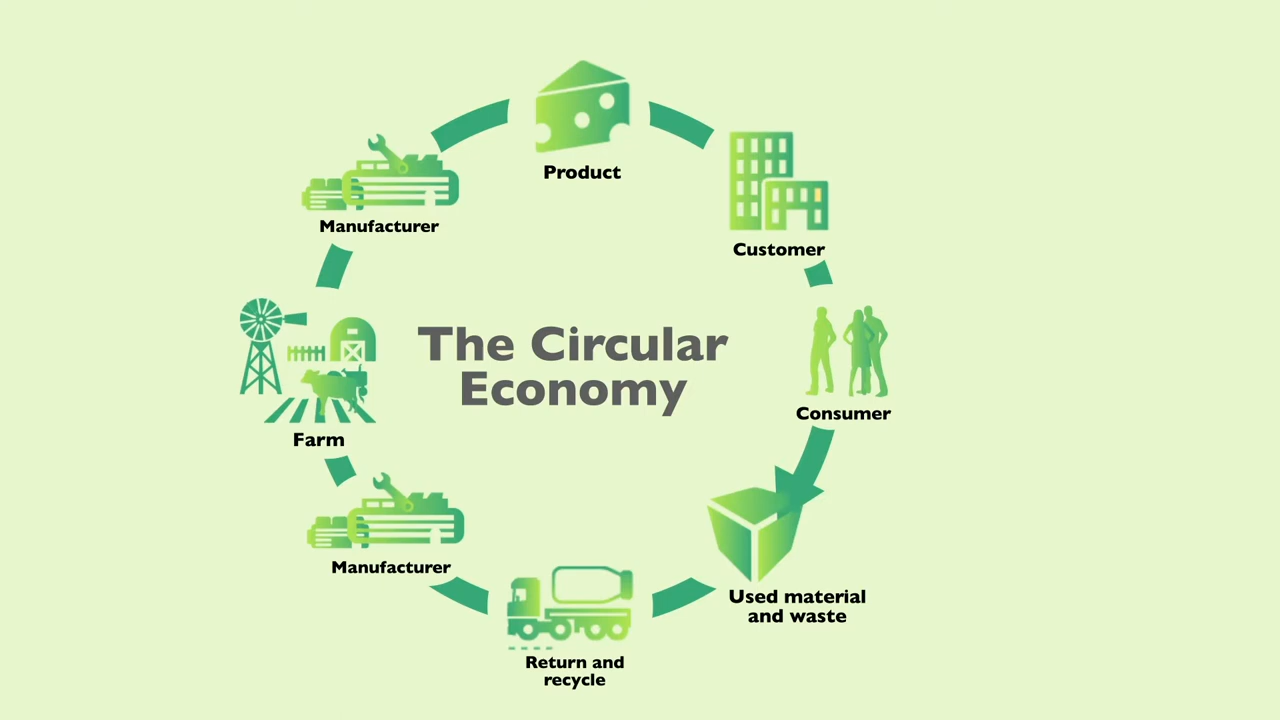 Product
Manufacturer
Customer
The Circular
Economy
Consumer
Farm
Manufacturer
Used material
and waste
Return and
recycle